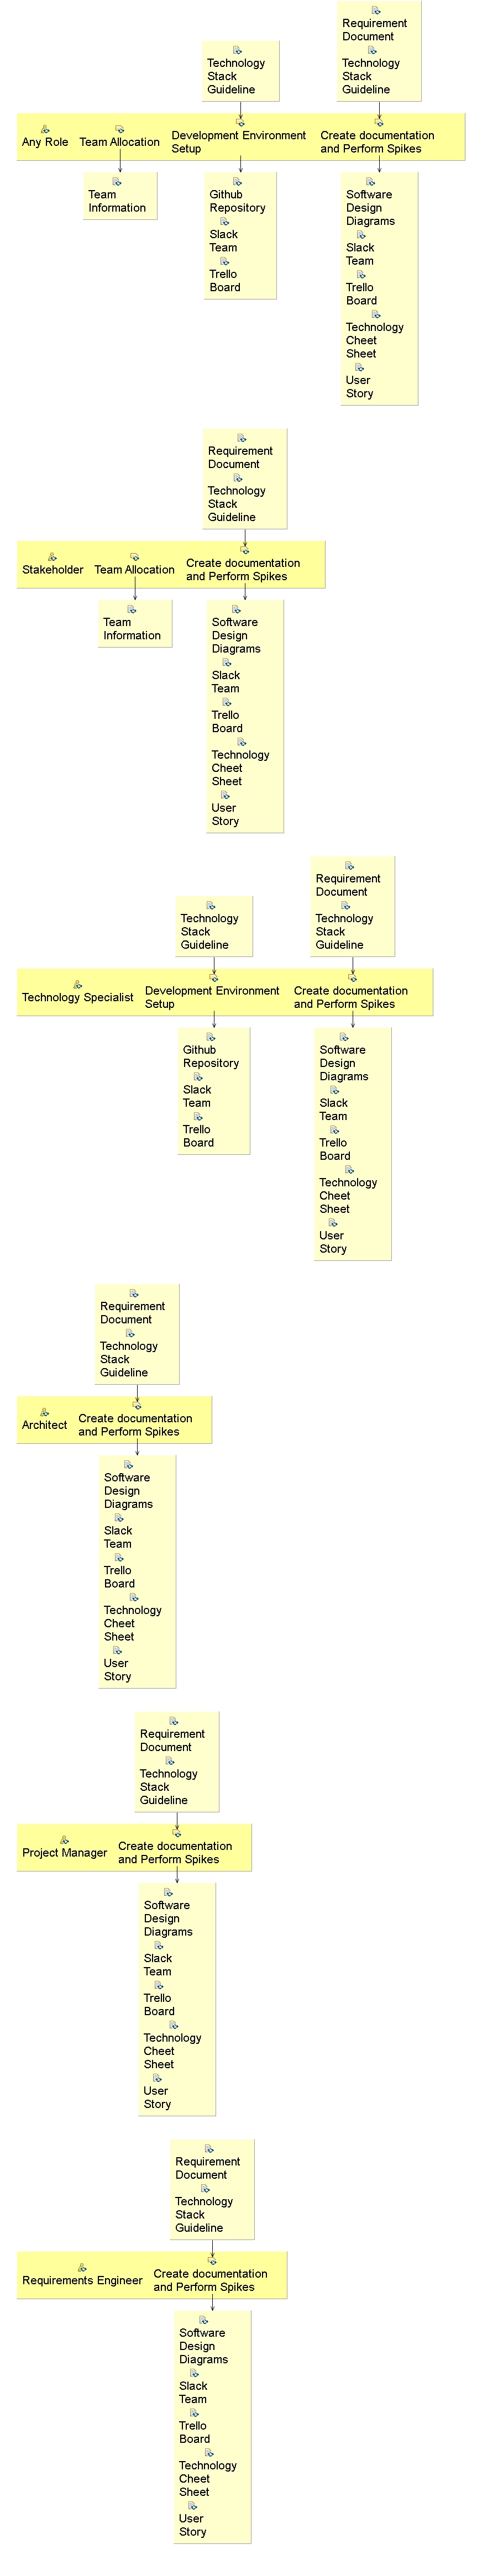 Requirement
Document
Technology
Stack
Guideline
Technology
Stack
Guideline
Any Role
Team Allocation
Development Environment
Setup
Create documentation
and Perform Spikes
Team
Information
Github
Repository
Slack
Team
Trello
Board
Software
Design
Diagrams
Slack
Team
Trello
Board
Technology
Cheet
Sheet
User
Story
Requirement
Document
Technology
Stack
Guideline
Stakeholder
Team Allocation
Create documentation
and Perform Spikes
Team
Information
Software
Design
Diagrams
Slack
Team
Trello
Board
Technology
Cheet
Sheet
User
Story
Technology
Stack
Guideline
Requirement
Document
Technology
Stack
Guideline
Technology Specialist
Development Environment
Setup
Create documentation
and Perform Spikes
Github
Repository
Slack
Team
Trello
Board
Software
Design
Diagrams
Slack
Team
Trello
Board
Technology
Cheet
Sheet
User
Story
Requirement
Document
Technology
Stack
Guideline
Architect
Create documentation
and Perform Spikes
Software
Design
Diagrams
Slack
Team
Trello
Board
Technology
Cheet
Sheet
User
Story
Requirement
Document
Technology
Stack
Guideline
Project Manager
Create documentation
and Perform Spikes
Software
Design
Diagrams
Slack
Team
Trello
Board
Technology
Cheet
Sheet
User
Story
Requirement
Document
Technology
Stack
Guideline
Requirements Engineer
Create documentation
and Perform Spikes
Software
Design
Diagrams
Slack
Team
Trello
Board
Technology
Cheet
Sheet
User
Story